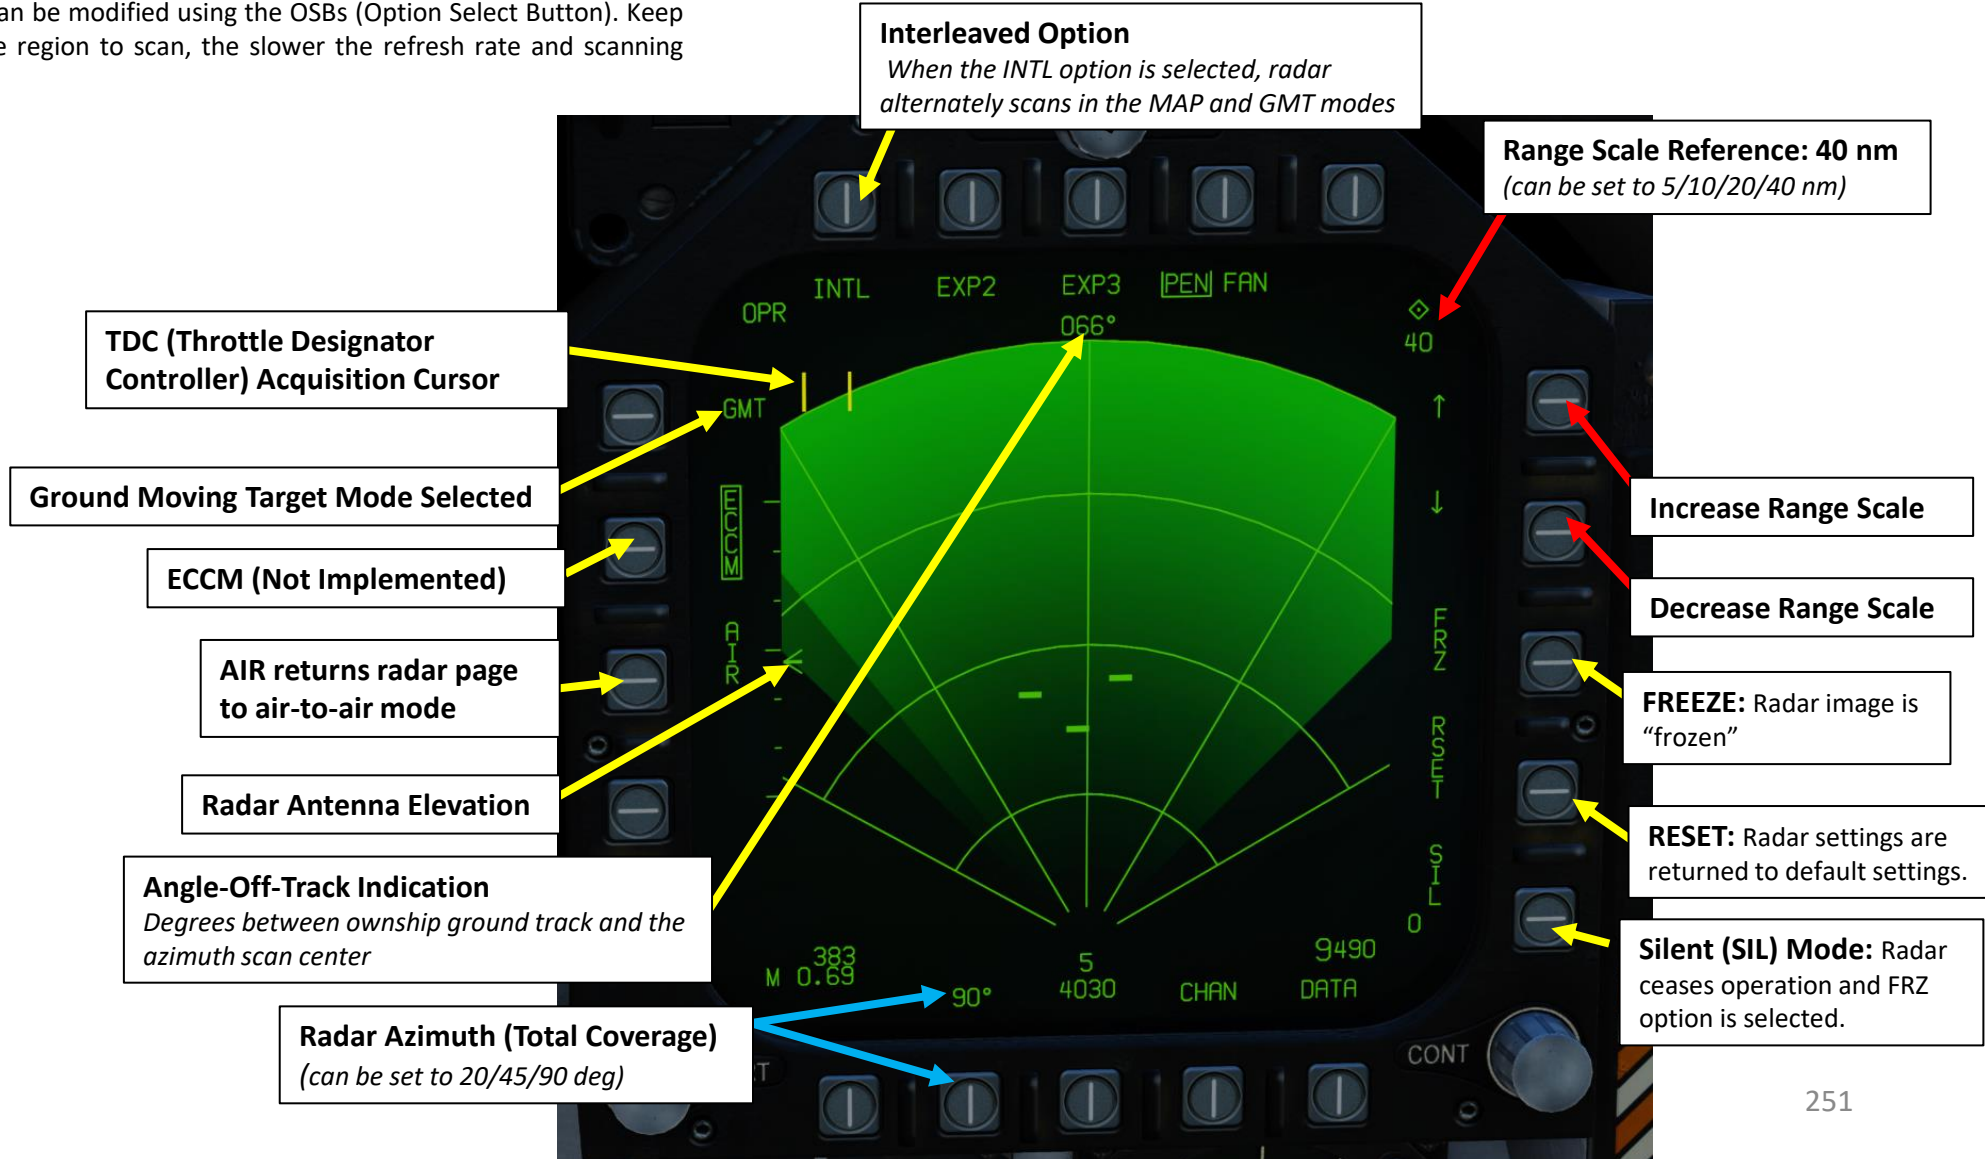 an be modified using the OSBs (Option Select Button). Keep
e region to scan, the slower the refresh rate and scanning
Interleaved Option
When the INTL option is selected, radar
alternately scans in the MAP and GMT modes
Range Scale Reference: 40 nm
(can be set to 5/10/20/40 nm)
INTL EXP2 EXP3 PEN FAN
OPR
066°
40
TDC (Throttle Designator
Controller) Acquisition Cursor
GMT
↑
Ground Moving Target Mode Selected
Increase Range Scale
ECCM
↓
ECCM (Not Implemented)
Decrease Range Scale
AIR
FRZ
AIR returns radar page
to air-to-air mode
FREEZE: Radar image is
“frozen”
RSET
Radar Antenna Elevation
RESET: Radar settings are
returned to default settings.
SIL
Angle-Off-Track Indication
Degrees between ownship ground track and the
azimuth scan center
0
Silent (SIL) Mode: Radar
ceases operation and FRZ
option is selected.
383
M 0.69
5
9490
90° 4030 CHAN DATA
Radar Azimuth (Total Coverage)
(can be set to 20/45/90 deg)
CONT
251